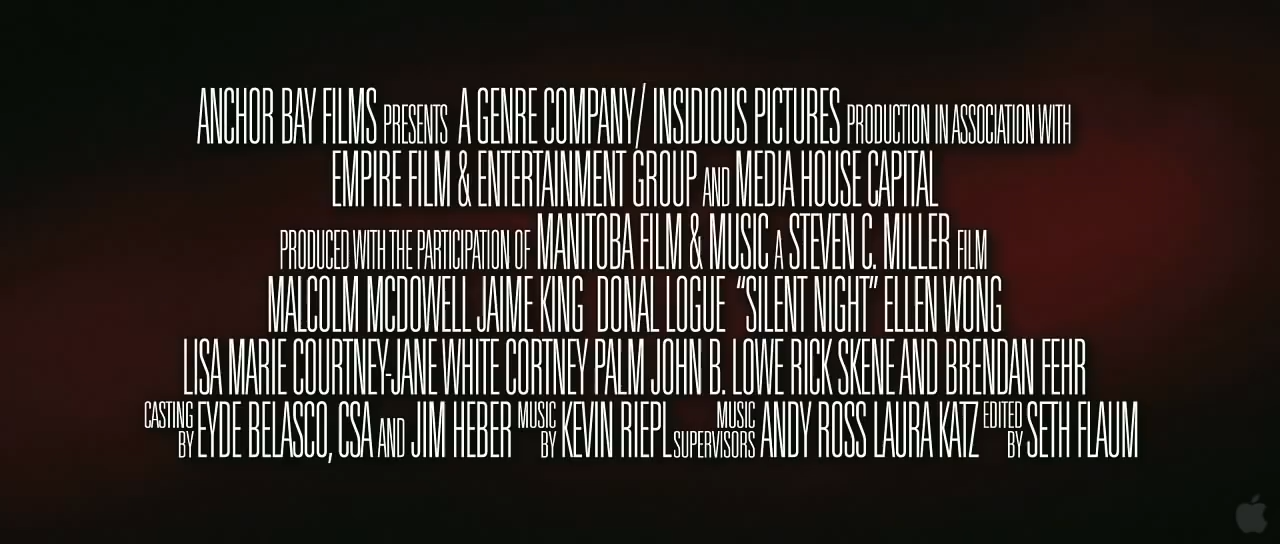 ANCHOR BAY FILMS PRESENTS A GENRE COMPANY/ INSIDIOUS PICTURES PRODUCTION IN ASSOCIATION WITH
EMPIRE FILM & ENTERTAINMENT GROUP AND MEDIA HOUSE CAPITAL
PRODUCED WITH THE PARTICIPATION OF MANITOBA FILM & MUSIC A STEVEN C. MILLER FILM
MALCOLM MCDOWELL JAIME KING DONAL LOGUE “SILENT NIGHT” ELLEN WONG
LISA MARIE COURTNEY-JANE WHITE CORTNEY PALM JOHN B. LOWE RICK SKENE AND BRENDAN FEHR
CASTING BY EYDE BELASCO, CSA AND JIM HEBER MUSIC BY KEVIN RIEPL MUSIC SUPERVISORS ANDY ROSS LAURA KATZ EDITED BY SETH FLAUM